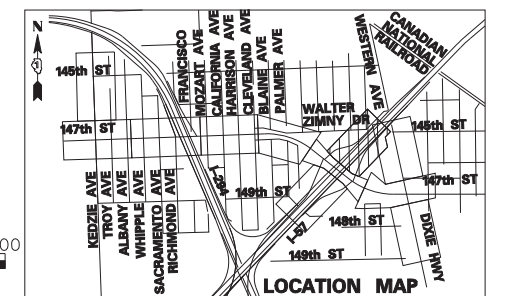 N
CANADIAN
NATIONAL
RAILROAD
WESTERN AVE
FRANCISCO
MOZART AVE
CALIFORNIA AVE
HARRISON AVE
CLEVELAND AVE
BLAINE AVE
PALMER AVE
145th ST
WALTER
ZIMNY DR
147th ST
145th ST
I-294
149th ST
147th ST
KEDZIE AVE
TROY AVE
ALBANY AVE
WHIPPLE AVE
SACRAMENTO AVE
RICHMOND AVE
148th ST
I-57
DIXIE HWY
149th ST
00
LOCATION MAP